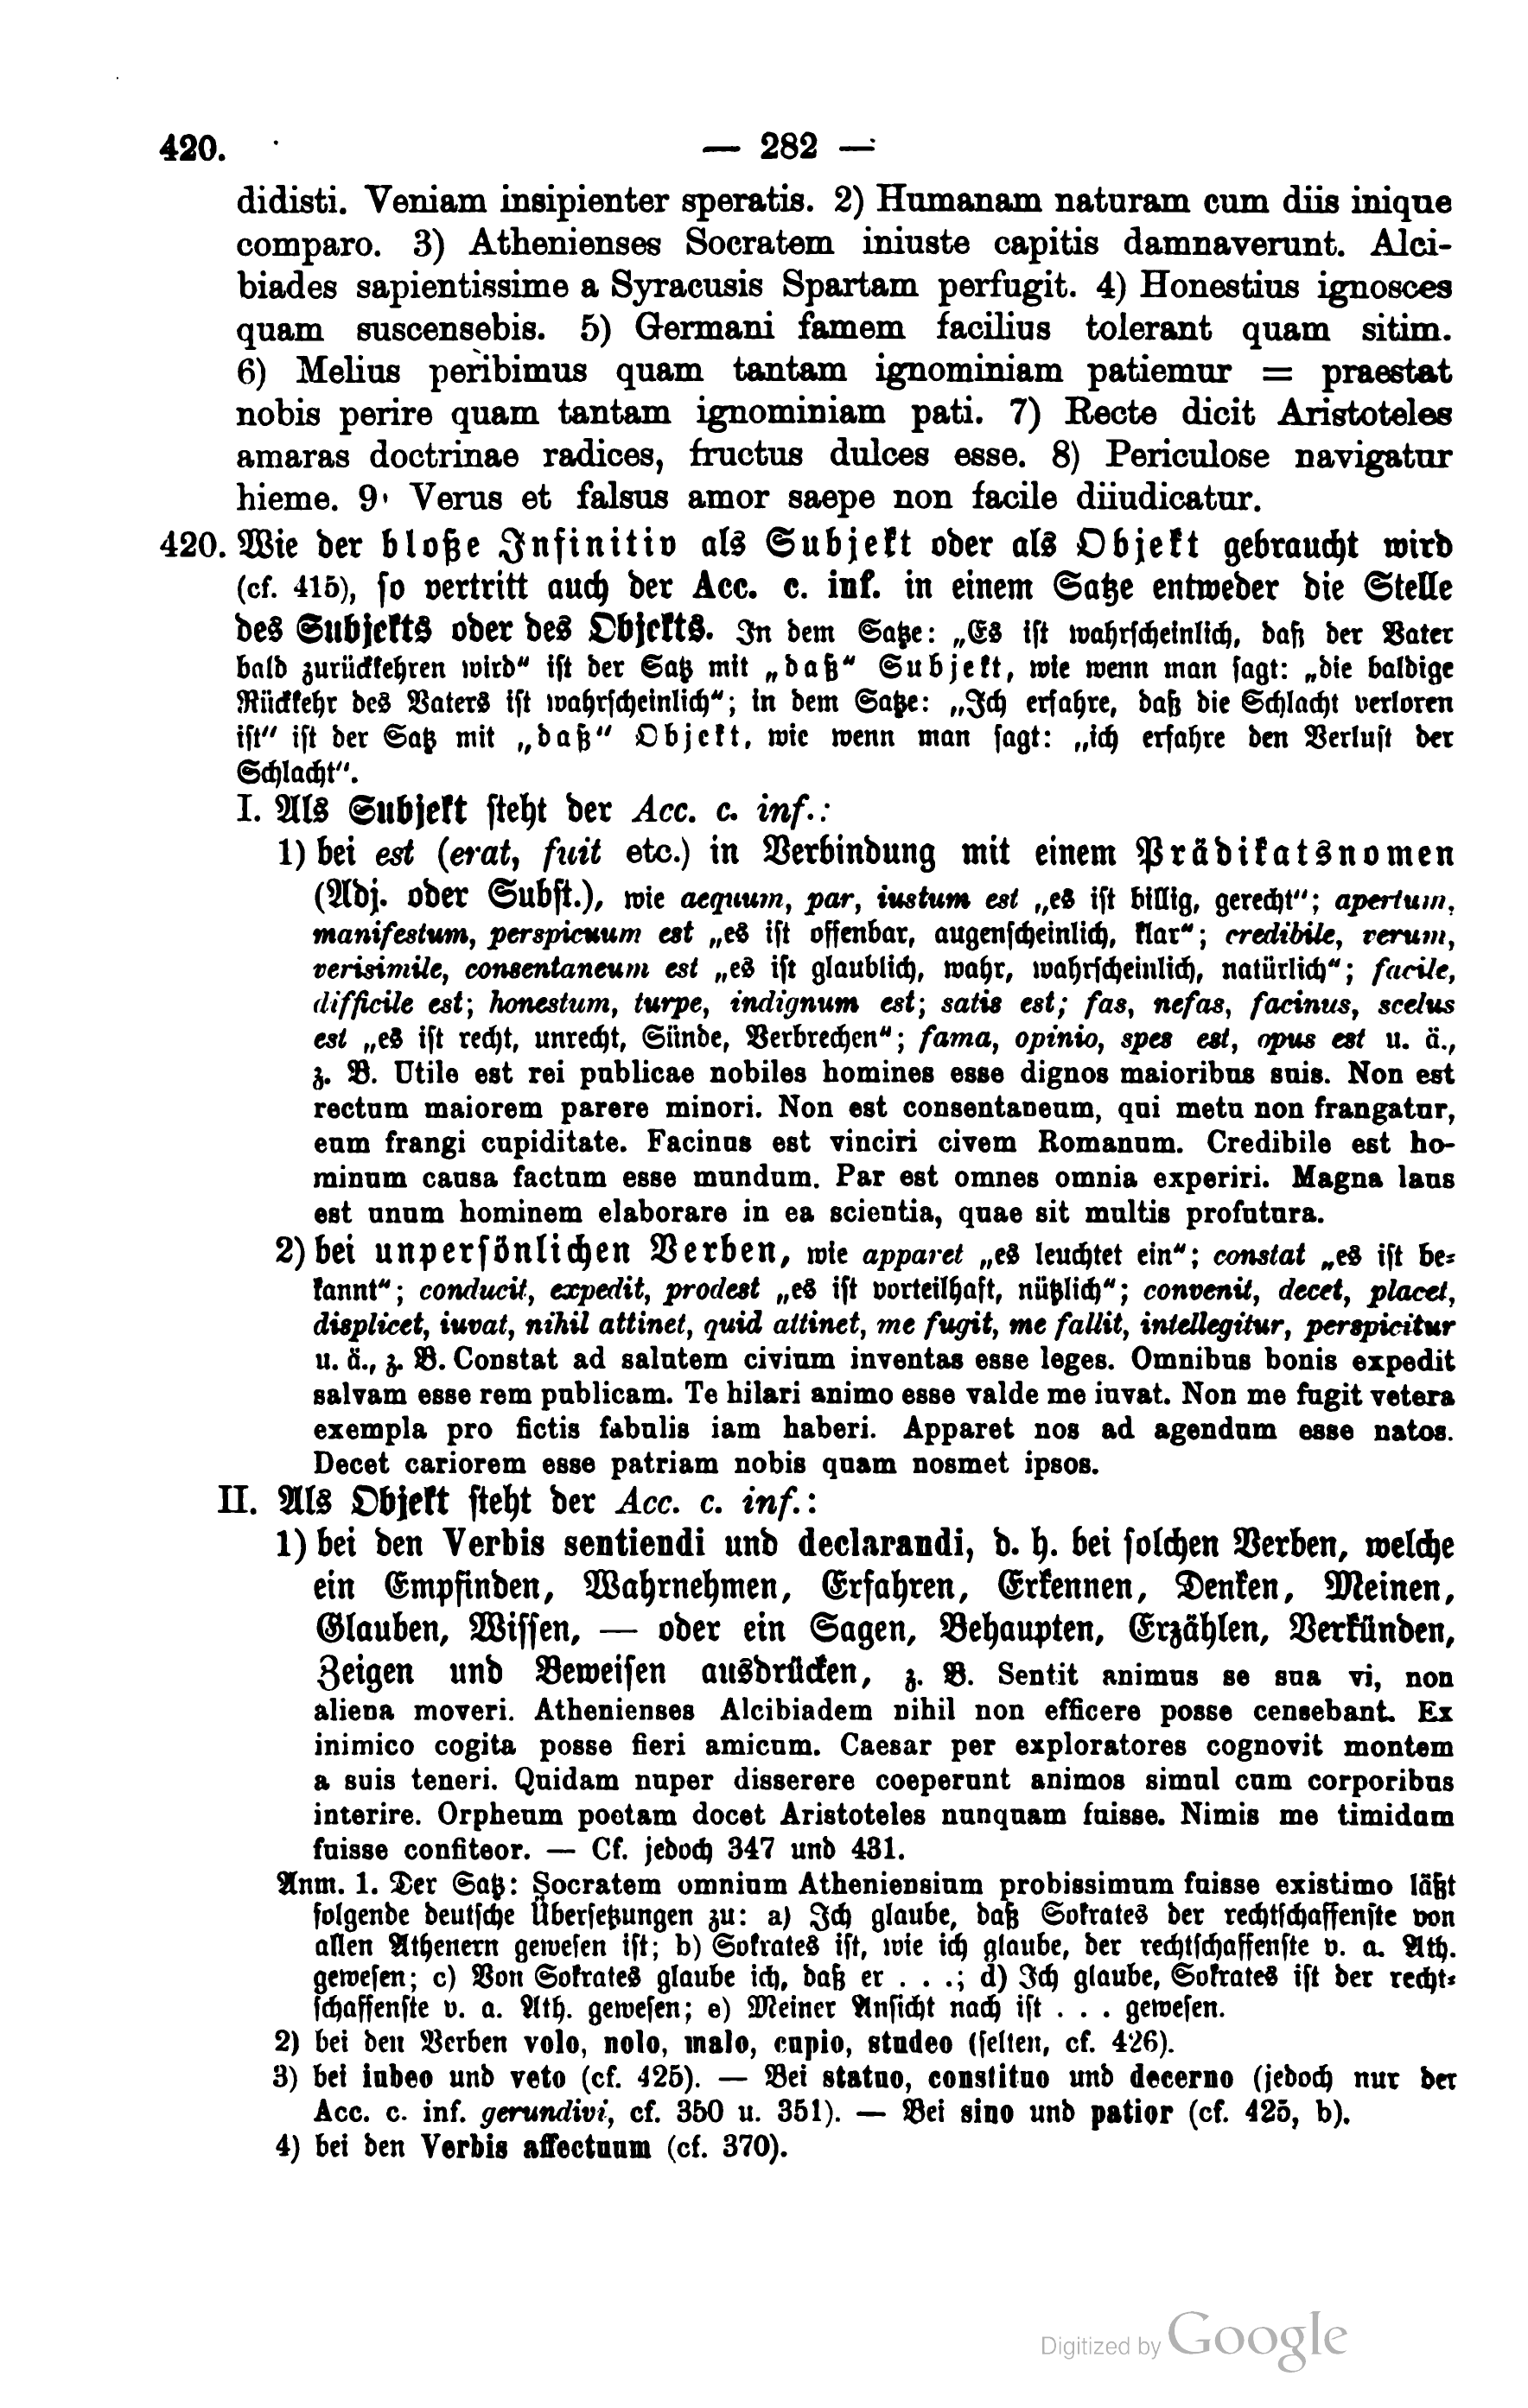 420. — 282 —
didisti. Veniam insipienter speratis. 2) Humanam naturam cum diis inique
comparo. 3) Athenienses Socratem iniuste capitis damnaverunt. Alci-
biades sapientissime a Syracusis Spartam perfugit. 4) Honestius ignosces
quam suscensebis. 5) Germani famem facilius tolerant quam sitim.
6) Melius peribimus quam tantam ignominiam patiemur = praestat
nobis perire quam tantam ignominiam pati. 7) Recte dicit Aristoteles
amaras doctrinae radices, fructus dulces esse. 8) Periculose navigatur
hieme. 9) Verus et falsus amor saepe non facile diiudicatur.
420. Wie der bloße Infinitiv als Subjekt oder als Objekt gebraucht wird
(cf. 415), so vertritt auch der Acc. c. inf. in einem Satze entweder die Stelle
des Subjekts oder des Objekts. In dem Satze: „Es ist wahrscheinlich, daß der Vater
bald zurückkehren wird“ ist der Satz mit „daß“ Subjekt, wie wenn man sagt: „die baldige
Rückkehr des Vaters ist wahrscheinlich“; in dem Satze: „Ich erfahre, daß die Schlacht verloren
ist“ ist der Satz mit „daß“ Objekt, wie wenn man sagt: „ich erfahre den Verlust der
Schlacht“.
I. Als Subjekt steht der Acc. c. inf.:
1) bei est (erat, fuit etc.) in Verbindung mit einem Prädikatsnomen
(Adj. oder Subst.), wie aequum, par, iustum est „es ist billig, gerecht“; apertum,
manifestum, perspicuum est „es ist offenbar, augenscheinlich, klar“; credibile, verum,
verisimile, consentaneum est „es ist glaublich, wahr, wahrscheinlich, natürlich“; facile,
difficile est; honestum, turpe, indignum est; satis est; fas, nefas, facinus, scelus
est „es ist recht, unrecht, Sünde, Verbrechen“; fama, opinio, spes est, opus est u. ä.,
z. B. Utile est rei publicae nobiles homines esse dignos maioribus suis. Non est
rectum maiorem parere minori. Non est consentaneum, qui metu non frangatur,
eum frangi cupiditate. Facinus est vinciri civem Romanum. Credibile est ho-
minum causa factum esse mundum. Par est omnes omnia experiri. Magna laus
est unum hominem elaborare in ea scientia, quae sit multis profutura.
2) bei unpersönlichen Verben, wie apparet „es leuchtet ein“; constat „es ist be-
kannt“; conducit, expedit, prodest „es ist vorteilhaft, nützlich“; convenit, decet, placet,
displicet, iuvat, nihil attinet, quid attinet, me fugit, me fallit, intellegitur, perspicitur
u. ä., z. B. Constat ad salutem civium inventas esse leges. Omnibus bonis expedit
salvam esse rem publicam. Te hilari animo esse valde me iuvat. Non me fugit vetera
exempla pro fictis fabulis iam haberi. Apparet nos ad agendum esse natos.
Decet cariorem esse patriam nobis quam nosmet ipsos.
II. Als Objekt steht der Acc. c. inf.:
1) bei den Verbis sentiendi und declarandi, d. h. bei solchen Verben, welche
ein Empfinden, Wahrnehmen, Erfahren, Erkennen, Denken, Meinen,
Glauben, Wissen, — oder ein Sagen, Behaupten, Erzählen, Verkünden,
Zeigen und Beweisen ausdrücken, z. B. Sentit animus se sua vi, non
aliena moveri. Athenienses Alcibiadem nihil non efficere posse censebant. Ex
inimico cogita posse fieri amicum. Caesar per exploratores cognovit montem
a suis teneri. Quidam nuper disserere coeperunt animos simul cum corporibus
interire. Orpheum poetam docet Aristoteles nunquam fuisse. Nimis me timidum
fuisse confiteor. — Cf. jedoch 347 und 431.
Anm. 1. Der Satz: Socratem omnium Atheniensium probissimum fuisse existimo läßt
folgende deutsche Übersetzungen zu: a) Ich glaube, daß Sokrates der rechtschaffenste von
allen Athenern gewesen ist; b) Sokrates ist, wie ich glaube, der rechtschaffenste v. a. Ath.
gewesen; c) Von Sokrates glaube ich, daß er . . .; d) Ich glaube, Sokrates ist der recht-
schaffenste v. a. Ath. gewesen; e) Meiner Ansicht nach ist . . . gewesen.
2) bei den Verben volo, nolo, malo, cupio, studeo (selten, cf. 426).
3) bei iubeo und veto (cf. 425). — Bei statuo, constituo und decerno (jedoch nur der
Acc. c. inf. gerundivi, cf. 350 u. 351). — Bei sino und patior (cf. 425, b).
4) bei den Verbis affectuum (cf. 370).
Digitized by Google